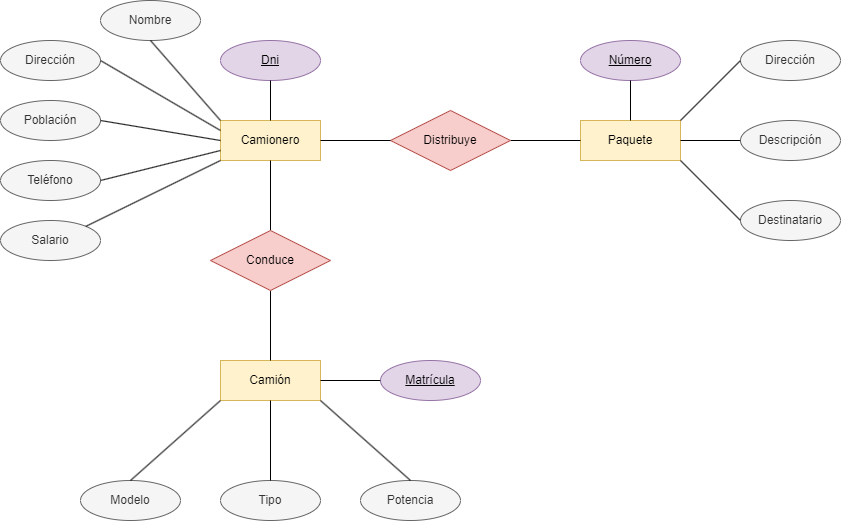 Nombre
Dirección
Dni
Número
Dirección
Población
Camionero
Distribuye
Paquete
Descripción
Teléfono
Salario
Destinatario
Conduce
Camión
Matrícula
Modelo
Tipo
Potencia